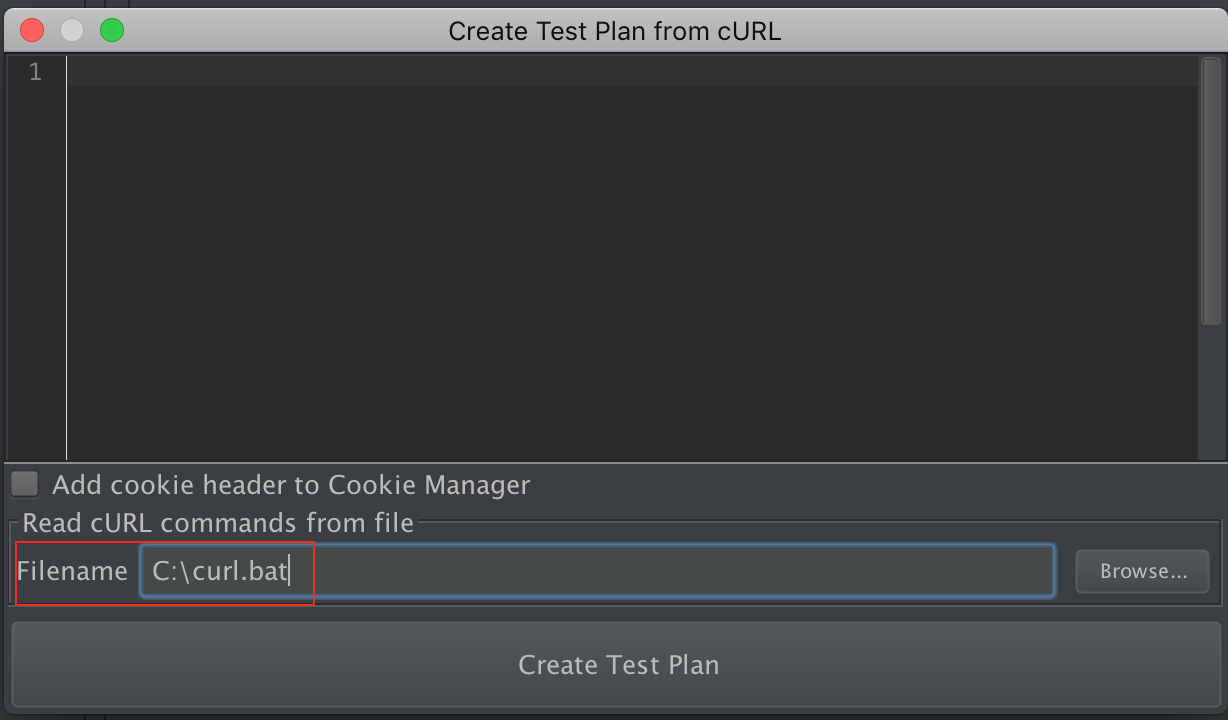 Create Test Plan from cURL
1
Add cookie header to Cookie Manager
Read cURL commands from file
Filename C:\curl.bat Browse...
Create Test Plan